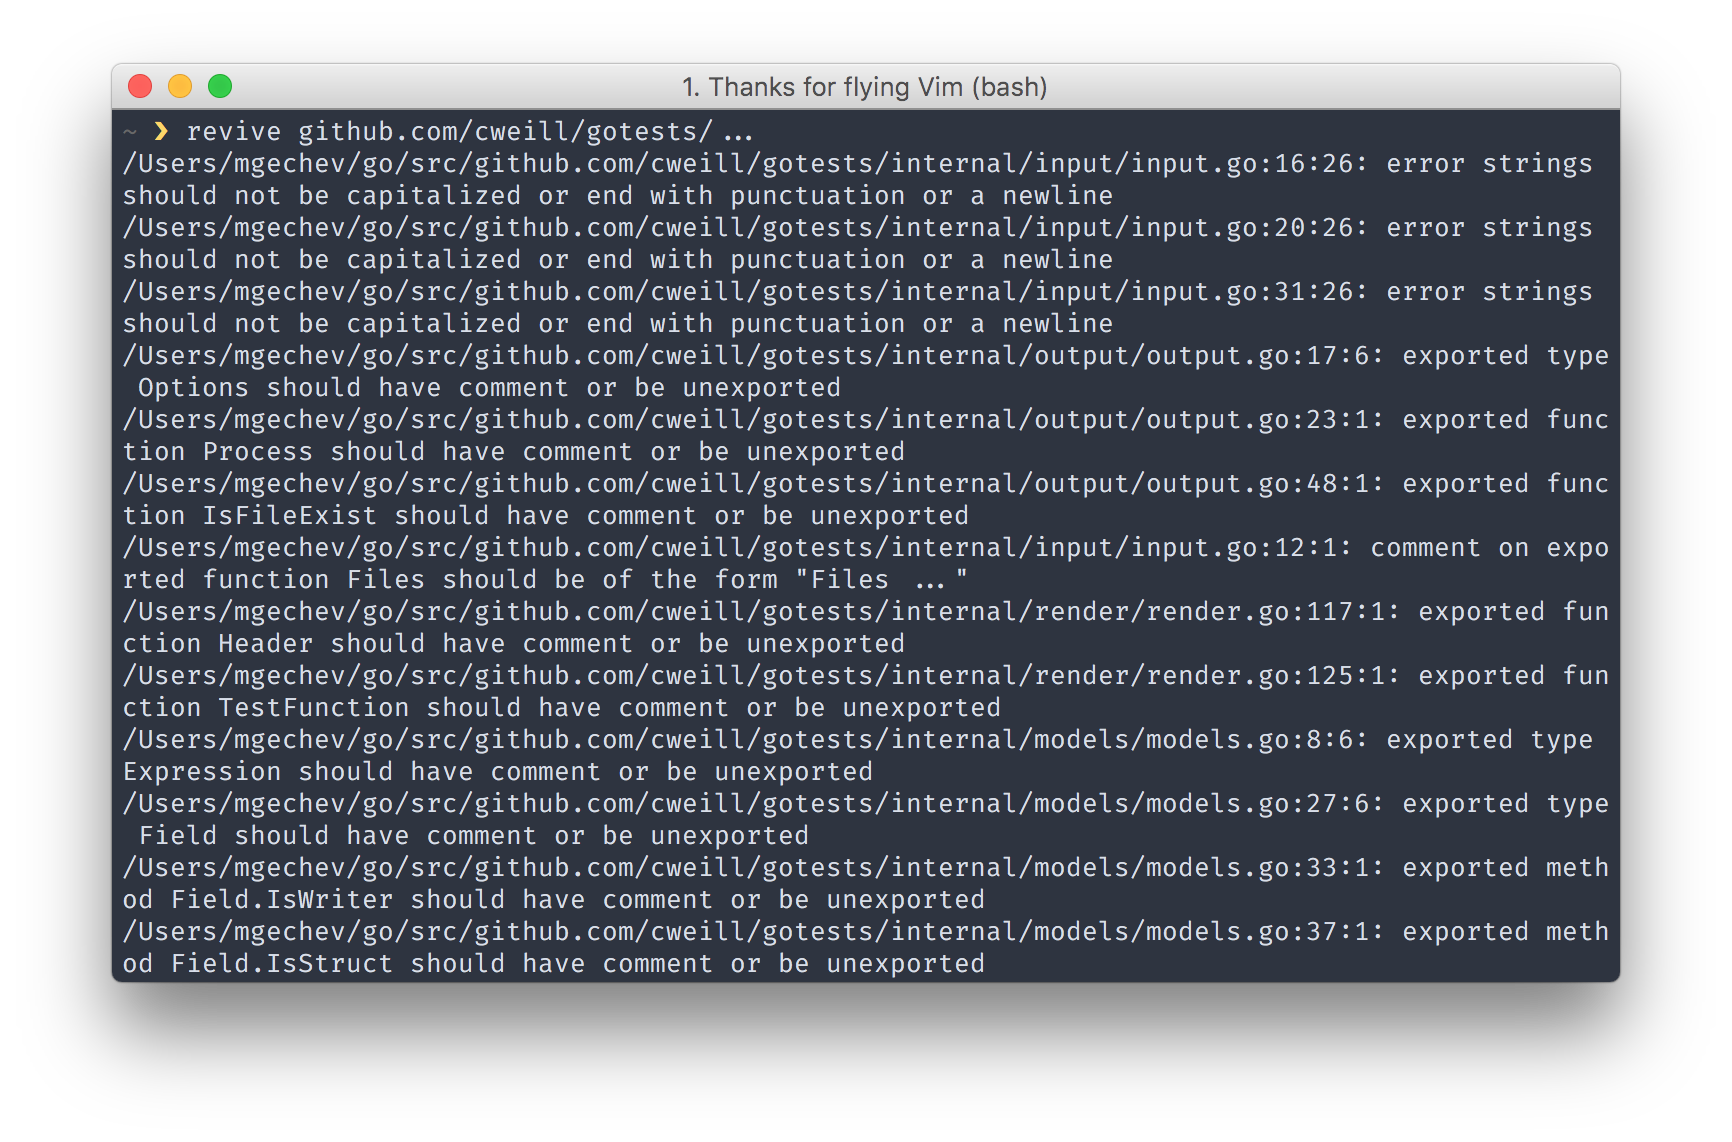 1. Thanks for flying Vim (bash)
~ ❯ revive github.com/cweill/gotests/...
/Users/mgechev/go/src/github.com/cweill/gotests/internal/input/input.go:16:26: error strings
should not be capitalized or end with punctuation or a newline
/Users/mgechev/go/src/github.com/cweill/gotests/internal/input/input.go:20:26: error strings
should not be capitalized or end with punctuation or a newline
/Users/mgechev/go/src/github.com/cweill/gotests/internal/input/input.go:31:26: error strings
should not be capitalized or end with punctuation or a newline
/Users/mgechev/go/src/github.com/cweill/gotests/internal/output/output.go:17:6: exported type
 Options should have comment or be unexported
/Users/mgechev/go/src/github.com/cweill/gotests/internal/output/output.go:23:1: exported func
tion Process should have comment or be unexported
/Users/mgechev/go/src/github.com/cweill/gotests/internal/output/output.go:48:1: exported func
tion IsFileExist should have comment or be unexported
/Users/mgechev/go/src/github.com/cweill/gotests/internal/input/input.go:12:1: comment on expo
rted function Files should be of the form "Files ..."
/Users/mgechev/go/src/github.com/cweill/gotests/internal/render/render.go:117:1: exported fun
ction Header should have comment or be unexported
/Users/mgechev/go/src/github.com/cweill/gotests/internal/render/render.go:125:1: exported fun
ction TestFunction should have comment or be unexported
/Users/mgechev/go/src/github.com/cweill/gotests/internal/models/models.go:8:6: exported type
Expression should have comment or be unexported
/Users/mgechev/go/src/github.com/cweill/gotests/internal/models/models.go:27:6: exported type
 Field should have comment or be unexported
/Users/mgechev/go/src/github.com/cweill/gotests/internal/models/models.go:33:1: exported meth
od Field.IsWriter should have comment or be unexported
/Users/mgechev/go/src/github.com/cweill/gotests/internal/models/models.go:37:1: exported meth
od Field.IsStruct should have comment or be unexported